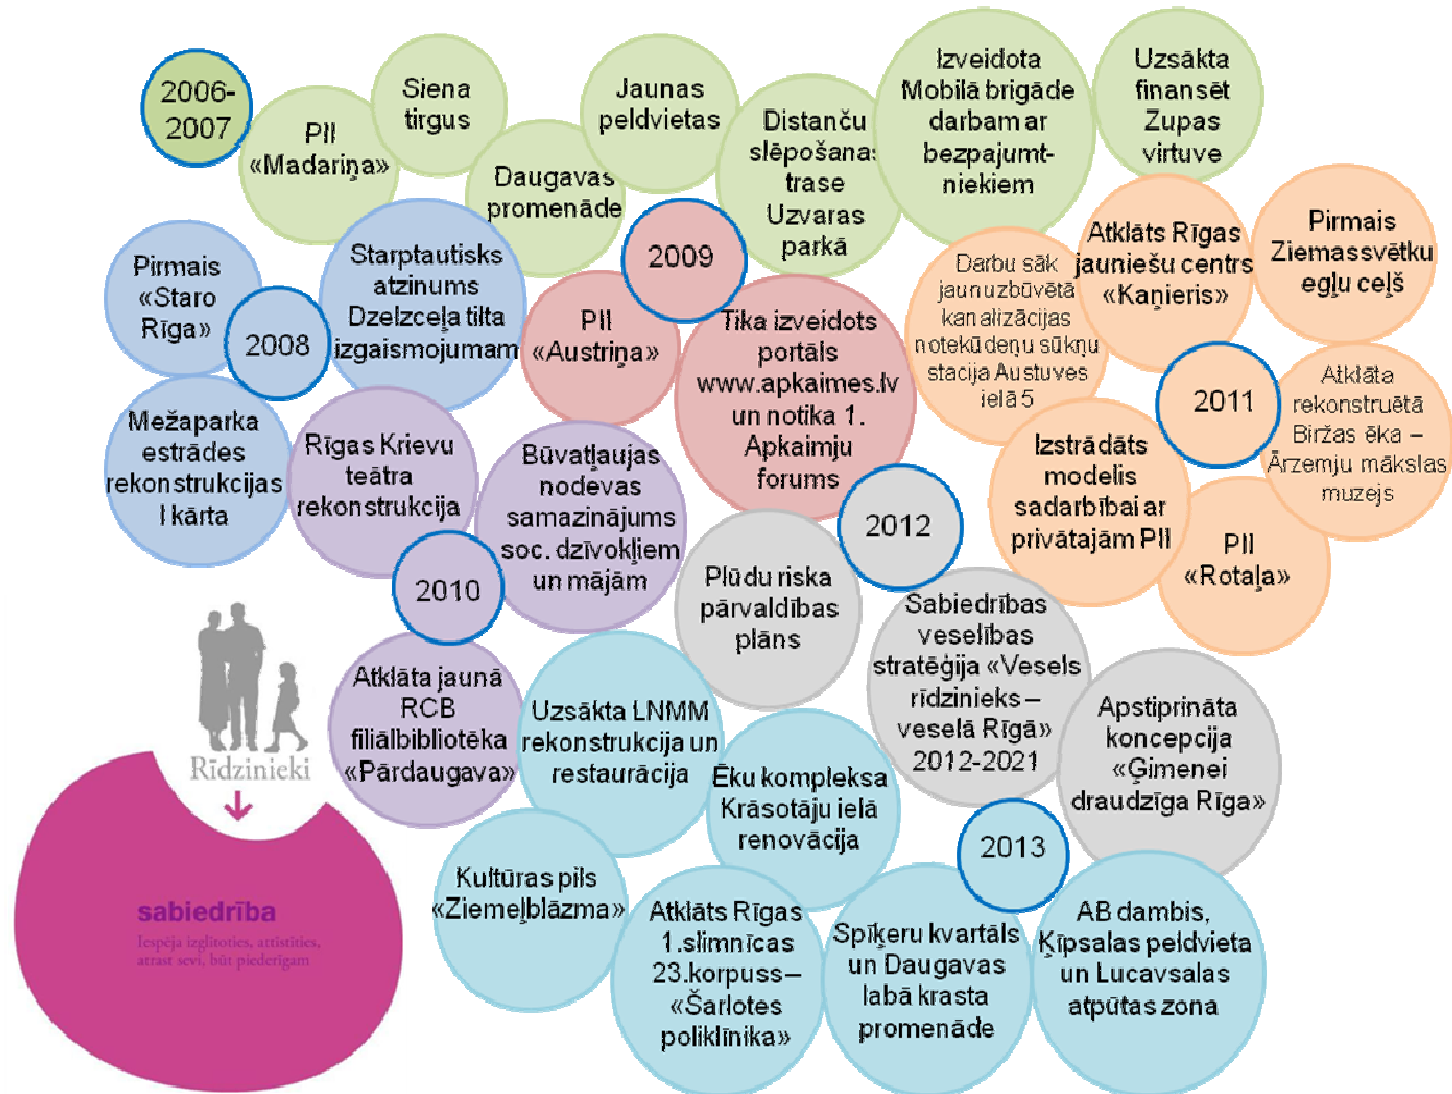 2006-
2007
PII
«Madariņa»
Siena
tirgus
Daugavas
promenāde
Jaunas
peldvietas
Distanču
slēpošanas
trase
Uzvaras
parkā
Izveidota
Mobilā brigāde
darbam ar
bezpajumt-
niekiem
Uzsākta
finansēt
Zupas
virtuve
Pirmais
«Staro
Rīga»
2008
Starptautisks
atzinums
Dzelzceļa tilta
izgaismojumam
Mežaparka
estrādes
rekonstrukcijas
I kārta
2009
PII
«Austriņa»
Tika izveidots
portāls
www.apkaimes.lv
un notika 1.
Apkaimju
forums
Darbu sāk
jaunuzbūvētā
kanalizācijas
notekūdeņu sūkņu
stacija Austuves
ielā 5
Atklāts Rīgas
jauniešu centrs
«Kaņieris»
Pirmais
Ziemassvētku
egļu ceļš
2011
Atklāta
rekonstruētā
Biržas ēka –
Ārzemju mākslas
muzejs
Izstrādāts
modelis
sadarbībai ar
privātajām PII
PII
«Rotaļa»
Rīgas Krievu
teātra
rekonstrukcija
Būvatļaujas
nodevas
samazinājums
soc. dzīvokļiem
un mājām
2010
Atklāta jaunā
RCB
filiālbibliotēka
«Pārdaugava»
2012
Plūdu riska
pārvaldības
plāns
Sabiedrības
veselības
stratēģija «Vesels
rīdzinieks –
veselā Rīgā»
2012-2021
Apstiprināta
koncepcija
«Ģimenei
draudzīga Rīga»
Uzsākta LNMM
rekonstrukcija un
restaurācija
Ēku kompleksa
Krāsotāju ielā
renovācija
2013
Kultūras pils
«Ziemeļblāzma»
Atklāts Rīgas
1.slimnīcas
23.korpuss–
«Šarlotes
poliklīnika»
Spīķeru kvartāls
un Daugavas
labā krasta
promenāde
AB dambis,
Ķīpsalas peldvieta
un Lucavsalas
atpūtas zona
Rīdzinieki
sabiedrība
Iespēja izglītoties, attīstīties,
atrast sevi, būt piederīgam